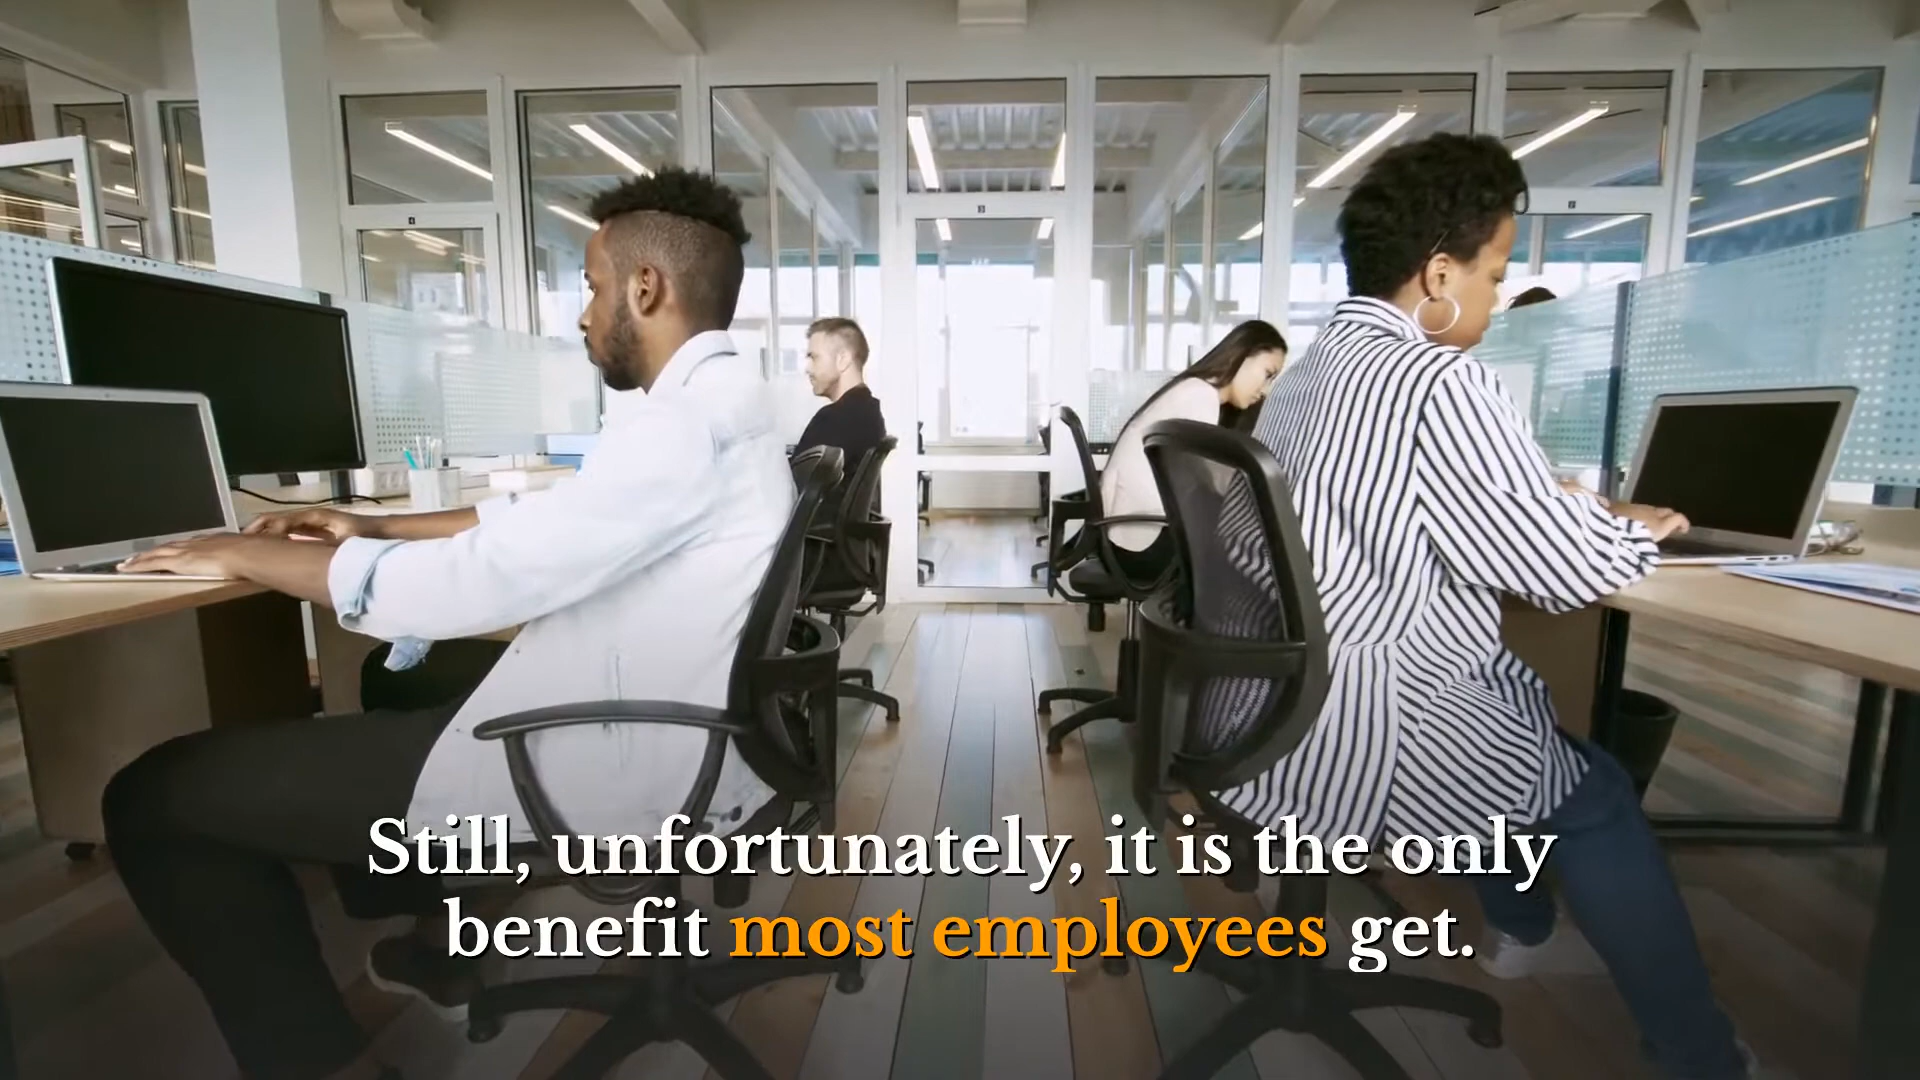 Still, unfortunately, it is the only
benefit most employees get.